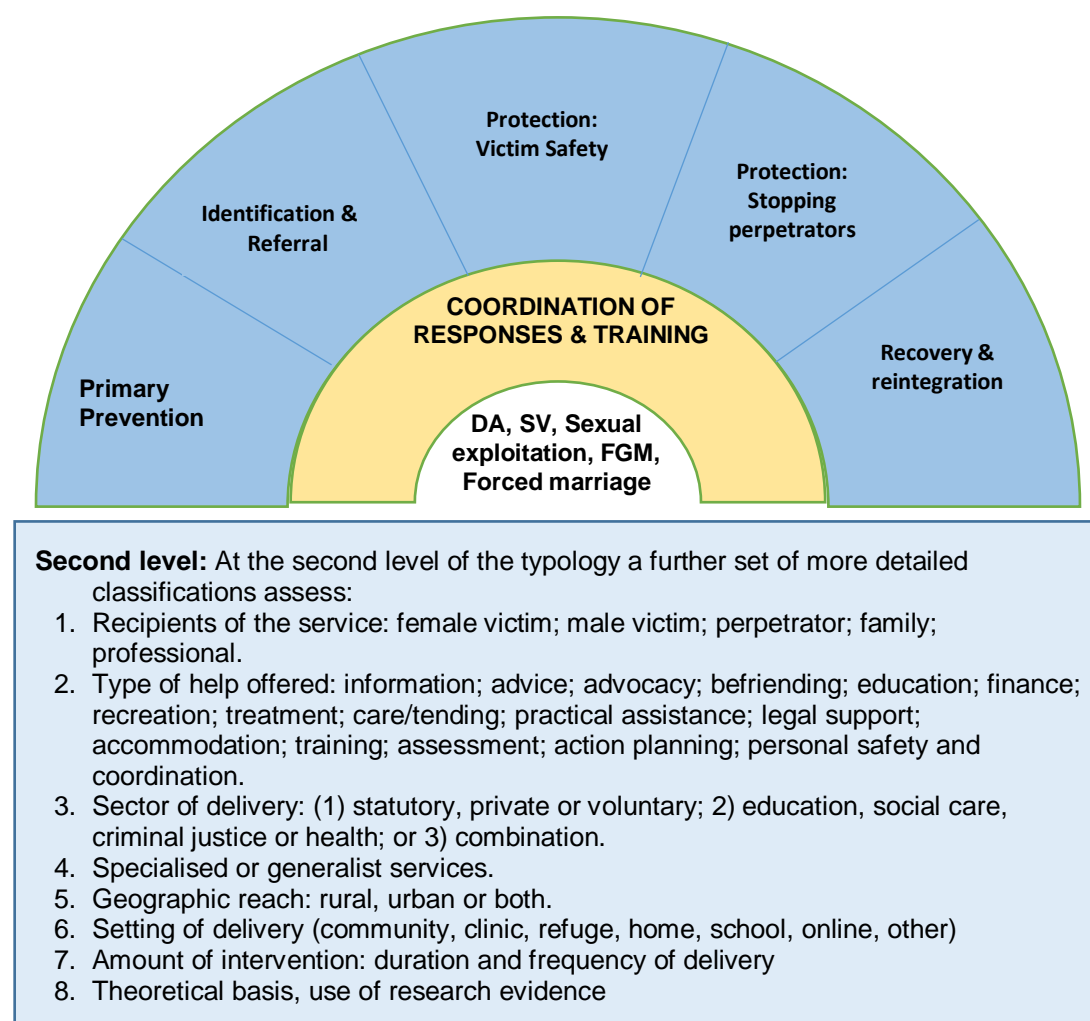 Protection:
Victim Safety
Protection:
Stopping
perpetrators
Identification &
Referral
COORDINATION OF
RESPONSES & TRAINING
Recovery &
reintegration
Primary
Prevention
DA, SV, Sexual
exploitation, FGM,
Forced marriage
Second level: At the second level of the typology a further set of more detailed
classifications assess:
1. Recipients of the service: female victim; male victim; perpetrator; family;
professional.
2. Type of help offered: information; advice; advocacy; befriending; education; finance;
recreation; treatment; care/tending; practical assistance; legal support;
accommodation; training; assessment; action planning; personal safety and
coordination.
3. Sector of delivery: (1) statutory, private or voluntary; 2) education, social care,
criminal justice or health; or 3) combination.
4. Specialised or generalist services.
5. Geographic reach: rural, urban or both.
6. Setting of delivery (community, clinic, refuge, home, school, online, other)
7. Amount of intervention: duration and frequency of delivery
8. Theoretical basis, use of research evidence